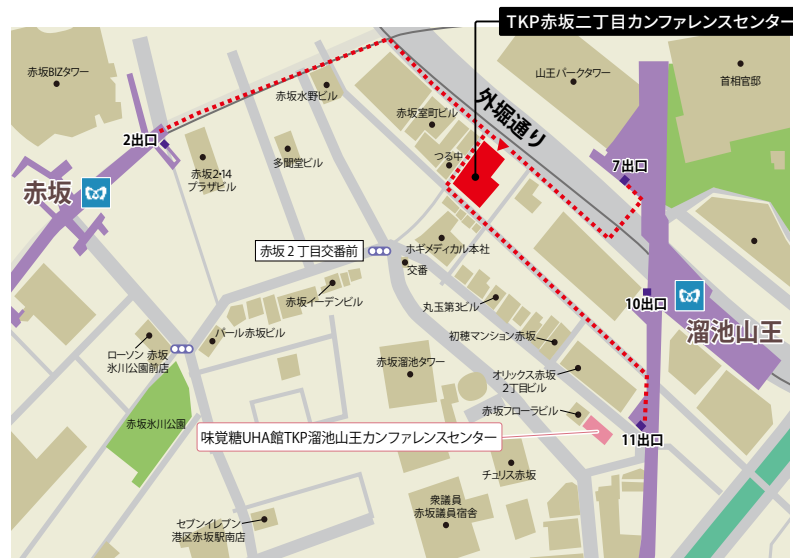 TKP赤坂二丁目カンファレンスセンター
赤坂BIZタワー
山王パークタワー
首相官邸
赤坂水野ビル
赤坂室町ビル
外堀通り
2出口
多聞堂ビル
つる中
7出口
赤坂2・14
プラザビル
赤坂
赤坂2丁目交番前
ホギメディカル本社
交番
10出口
溜池山王
赤坂イーデンビル
丸玉第3ビル
パール赤坂ビル
初穂マンション赤坂
ローソン 赤坂
氷川公園前店
赤坂溜池タワー
オリックス赤坂
2丁目ビル
赤坂フローラビル
赤坂氷川公園
味覚糖UHA館TKP溜池山王カンファレンスセンター
11出口
チュリス赤坂
衆議員
赤坂議員宿舎
セブンイレブン
港区赤坂駅南店